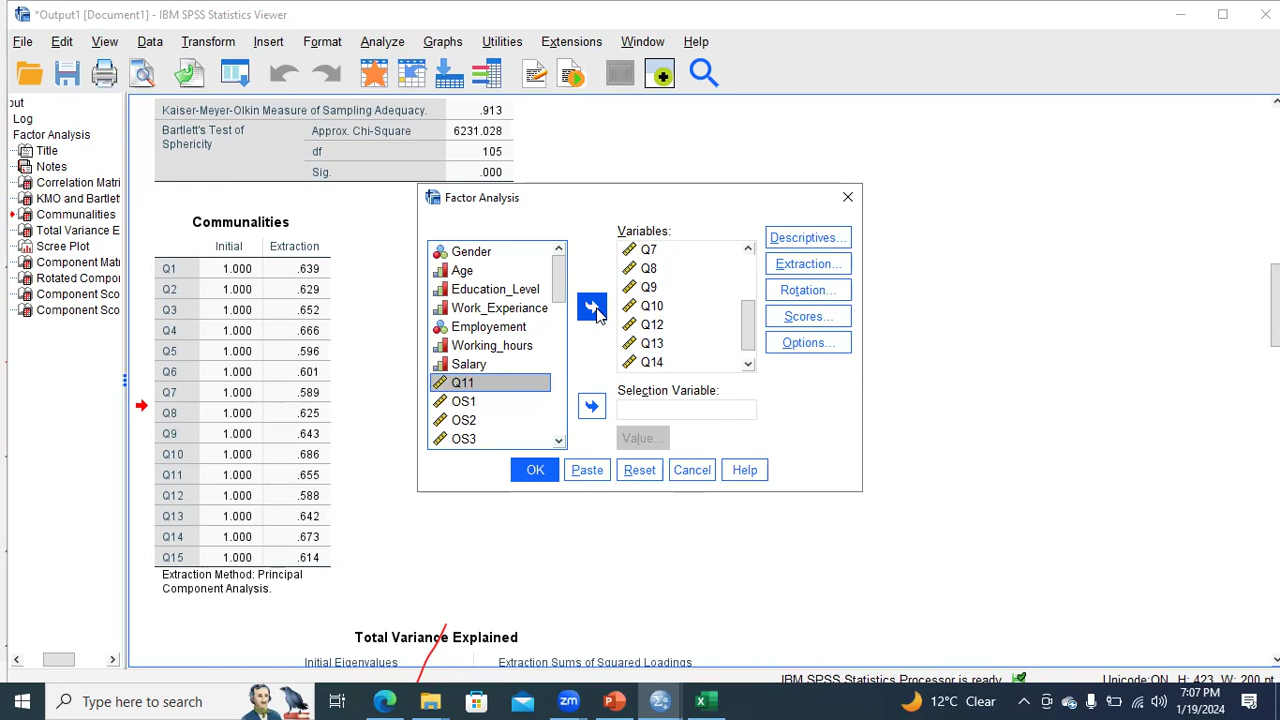 *Output1 [Document1] - IBM SPSS Statistics Viewer
File Edit View Data Transform Insert Format Analyze Graphs Utilities Extensions Window Help
out
Log
Factor Analysis
Title
Notes
Correlation Matri
KMO and Bartlett
Communalities
Total Variance E
Scree Plot
Component Matr
Rotated Compon
Component Sco
Component Sco
Kaiser-Meyer-Olkin Measure of Sampling Adequacy. .913
Bartlett's Test of Sphericity Approx. Chi-Square 6231.028
df 105
Sig. .000
Communalities
Initial Extraction
Q1 1.000 .639
Q2 1.000 .629
Q3 1.000 .652
Q4 1.000 .666
Q5 1.000 .596
Q6 1.000 .601
Q7 1.000 .589
Q8 1.000 .625
Q9 1.000 .643
Q10 1.000 .686
Q11 1.000 .655
Q12 1.000 .588
Q13 1.000 .642
Q14 1.000 .673
Q15 1.000 .614
Extraction Method: Principal
Component Analysis.
Total Variance Explained
Initial Eigenvalues Extraction Sums of Squared Loadings
Factor Analysis
Gender
Age
Education_Level
Work_Experiance
Employement
Working_hours
Salary
Q11
OS1
OS2
OS3
Variables:
Q7
Q8
Q9
Q10
Q12
Q13
Q14
Selection Variable:
Value...
Descriptives...
Extraction...
Rotation...
Scores...
Options...
OK Paste Reset Cancel Help
IBM SPSS Statistics Processor is ready Unicode:ON H: 423, W: 200 pt
Type here to search
12°C Clear
7:07 PM
1/19/2024